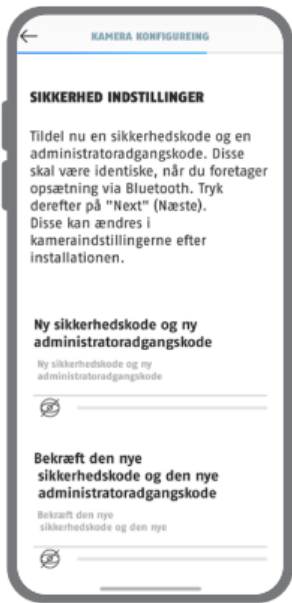 KAMERA KONFIGUREING
SIKKERHED INDSTILLINGER
Tildel nu en sikkerhedskode og en
administratoradgangskode. Disse
skal være identiske, når du foretager
opsætning via Bluetooth. Tryk
derefter på "Next" (Næste).
Disse kan ændres i
kameraindstillingerne efter
installationen.
Ny sikkerhedskode og ny
administratoradgangskode
Ny sikkerhedskode og ny
administratoradgangskode
Bekræft den nye
sikkerhedskode og den nye
administratoradgangskode
Bekræft den nye
sikkerhedskode og den nye